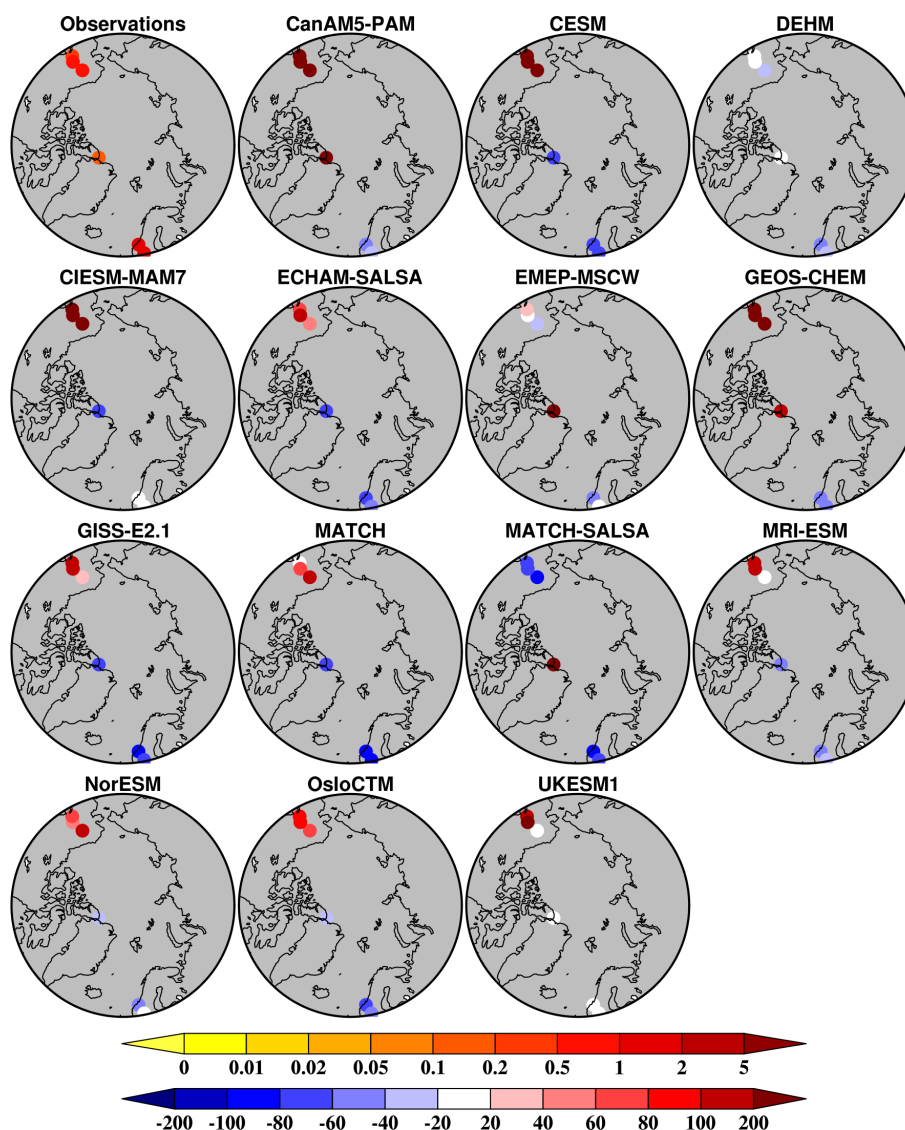 Observations CanAM5-PAM CESM DEHM
CIESM-MAM7 ECHAM-SALSA EMEP-MSCW GEOS-CHEM
GISS-E2.1 MATCH MATCH-SALSA MRI-ESM
NorESM OsloCTM UKESM1
0 0.01 0.02 0.05 0.1 0.2 0.5 1 2 5
-200 -100 -80 -60 -40 -20 20 40 60 80 100 200